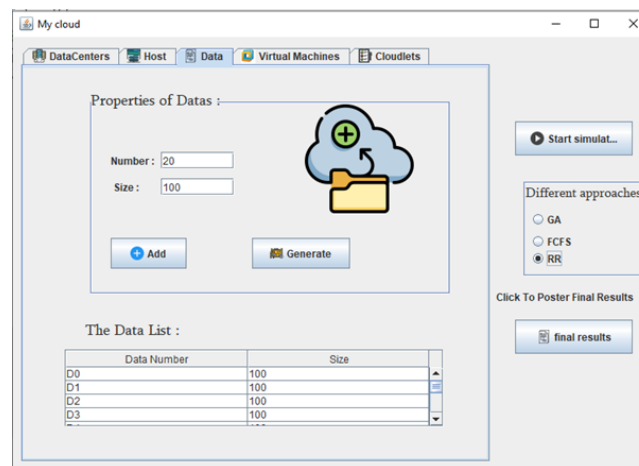 My cloud
DataCenters Host Data Virtual Machines Cloudlets
Properties of Datas :
Number : 20
Size : 100
Add Generate
Start simulat...
Different approaches
GA
FCFS
RR
Click To Poster Final Results
final results
The Data List :
Data Number Size
D0 100
D1 100
D2 100
D3 100